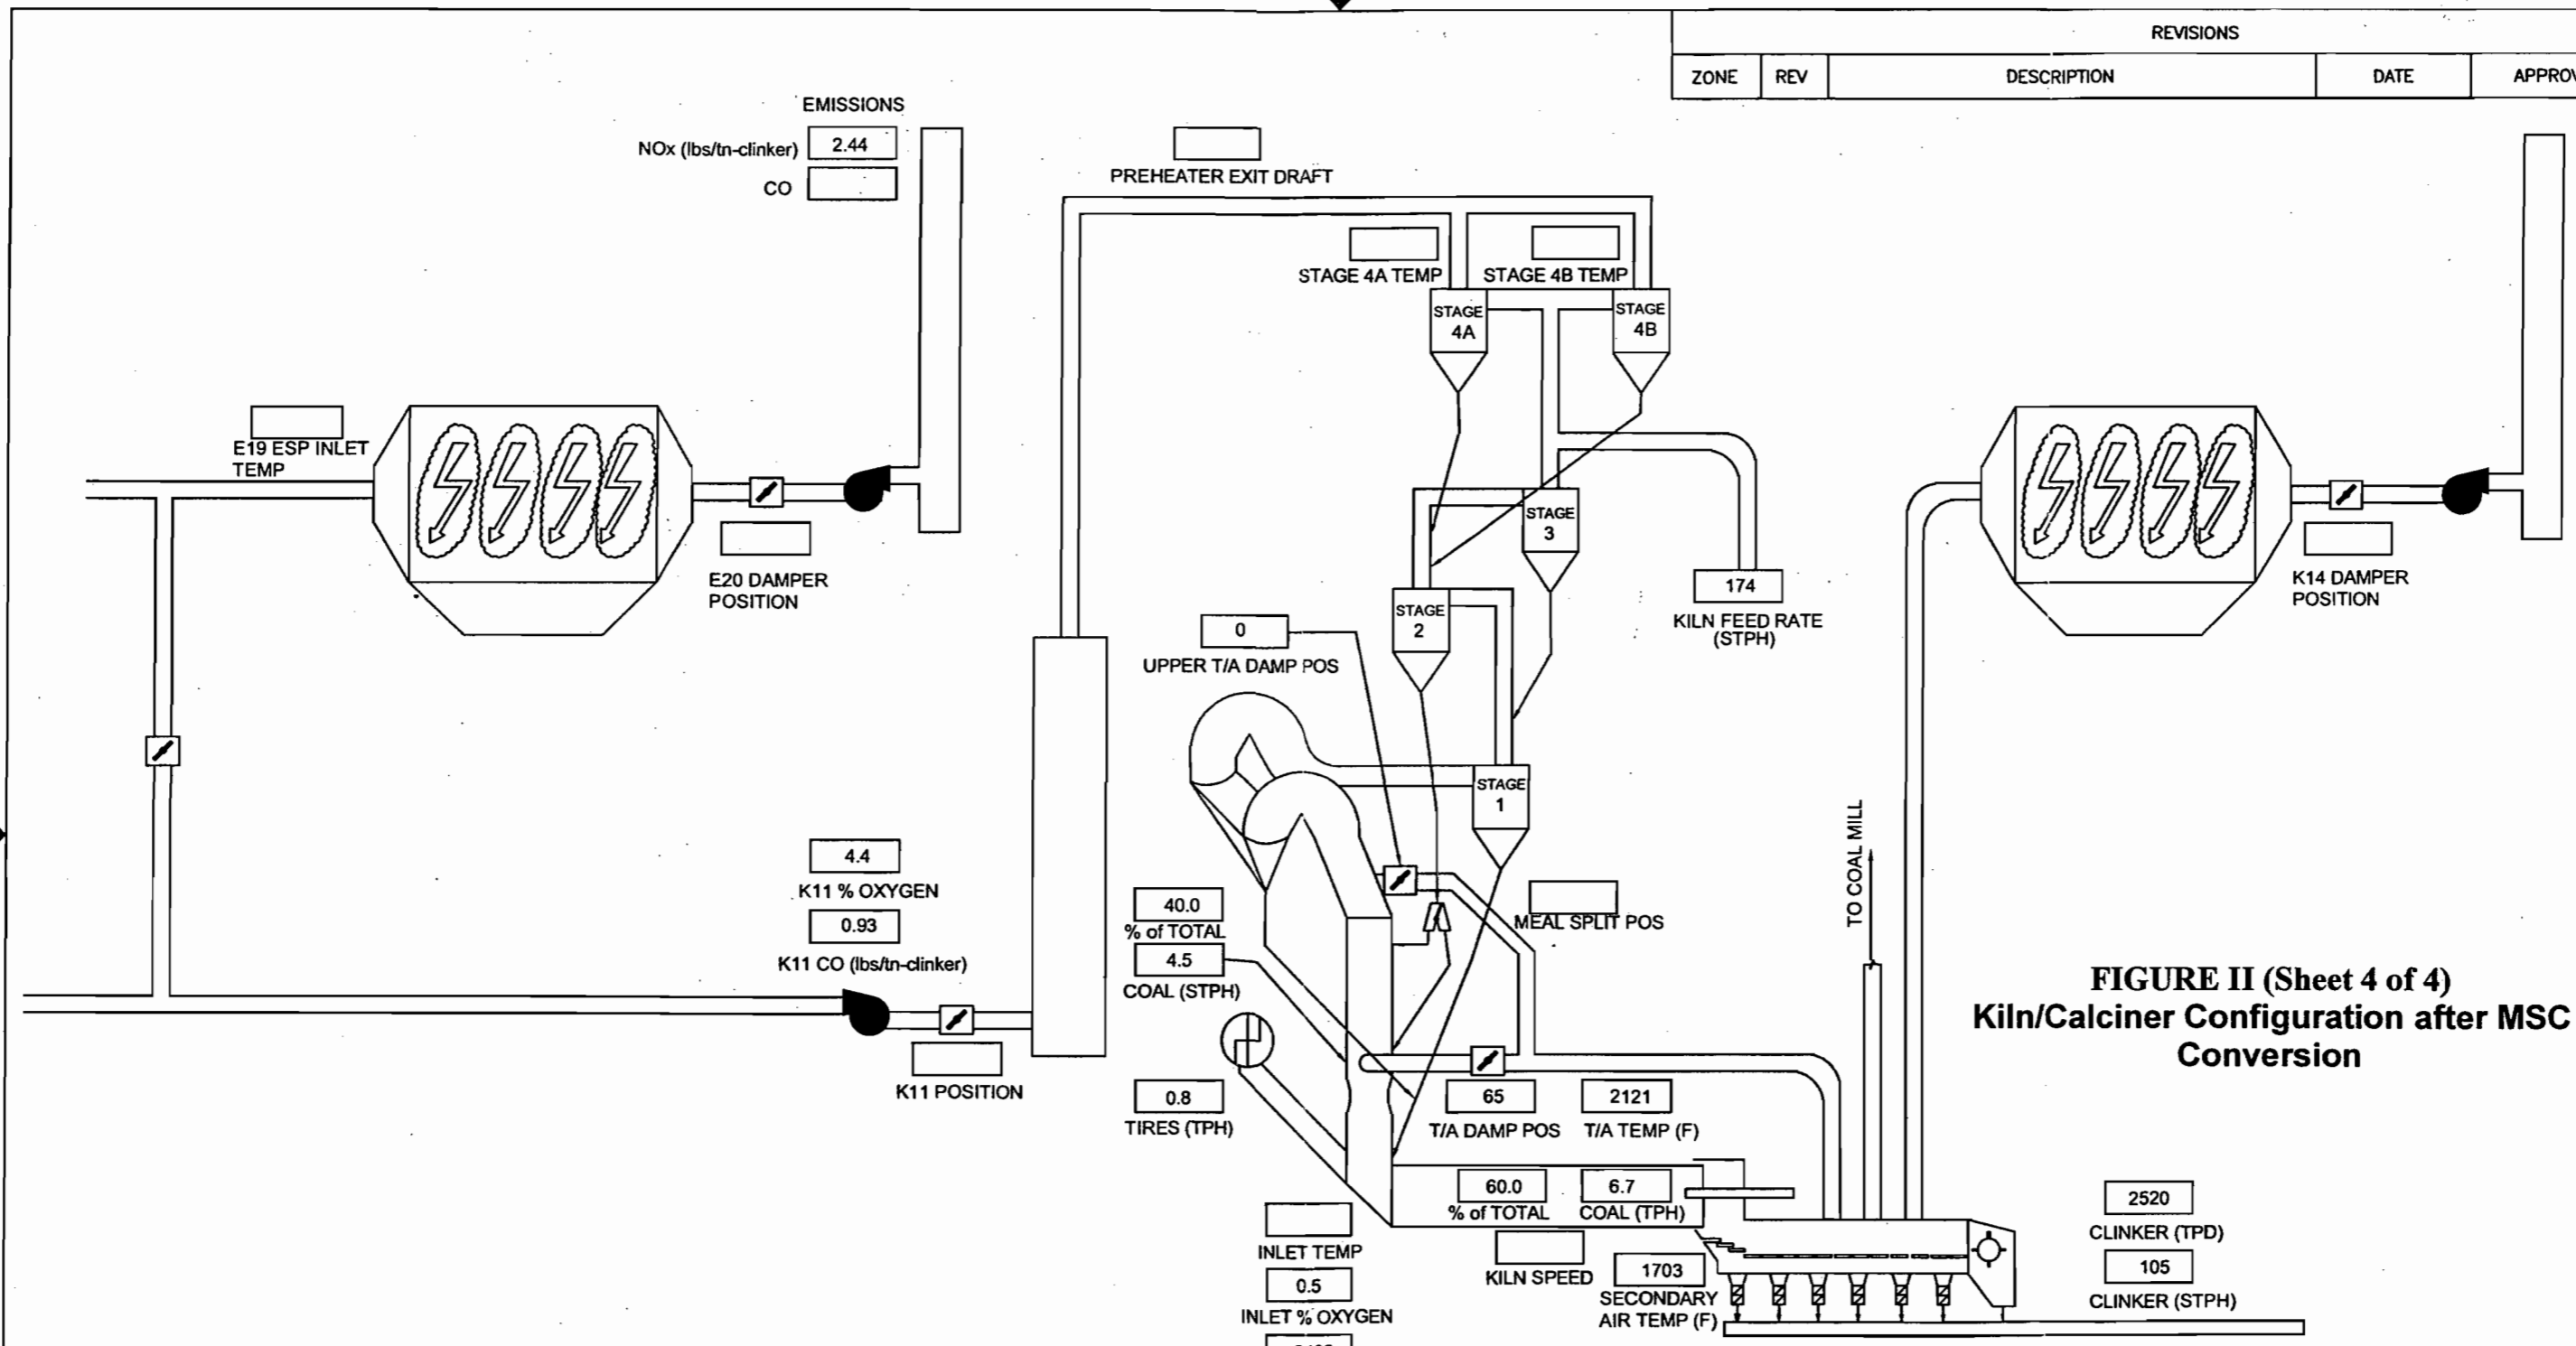 REVISIONS
ZONE REV DESCRIPTION DATE
EMISSIONS
NOx (lbs/tn-clinker) 2.44
CO
PREHEATER EXIT DRAFT
STAGE 4A TEMP STAGE 4B TEMP
STAGE
4A
STAGE
4B
E19 ESP INLET
TEMP
E20 DAMPER
POSITION
STAGE
3
174
KILN FEED RATE
(STPH)
K14 DAMPER
POSITION
STAGE
2
0
UPPER T/A DAMP POS
STAGE
1
4.4
K11 % OXYGEN
0.93
K11 CO (lbs/tn-clinker)
K11 POSITION
40.0
% of TOTAL
4.5
COAL (STPH)
0.8
TIRES (TPH)
MEAL SPLIT POS
TO COAL MILL
FIGURE II (Sheet 4 of 4)
Kiln/Calciner Configuration after MSC
Conversion
65
T/A DAMP POS
2121
T/A TEMP (F)
60.0
% of TOTAL
6.7
COAL (TPH)
INLET TEMP
0.5
INLET % OXYGEN
KILN SPEED
1703
SECONDARY
AIR TEMP (F)
2520
CLINKER (TPD)
105
CLINKER (STPH)